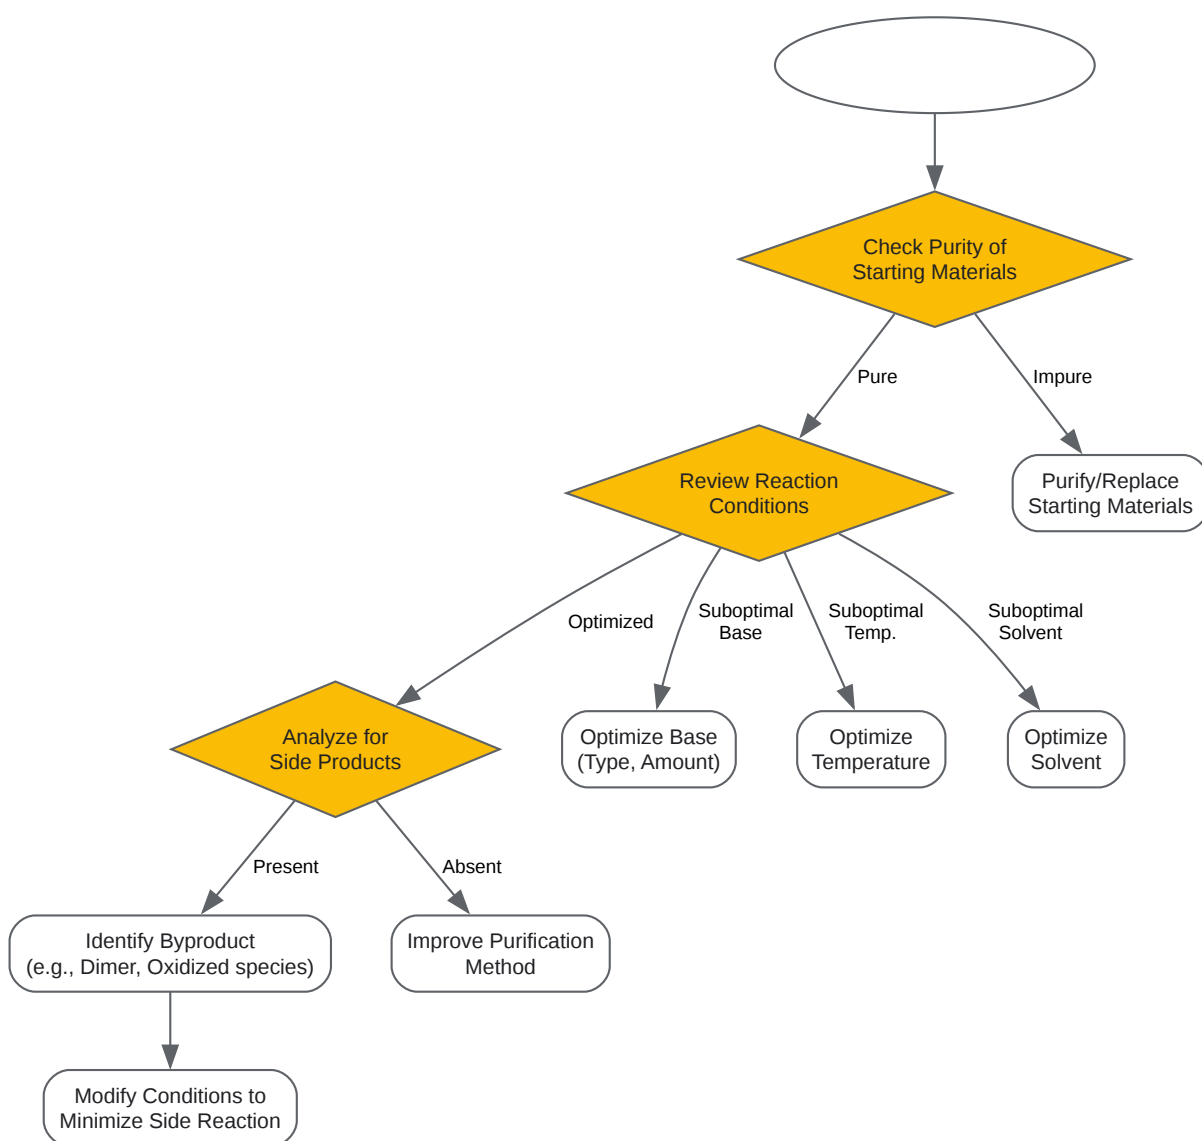 Check Purity of
Starting Materials
Pure
Impure
Review Reaction
Conditions
Purify/Replace
Starting Materials
Optimized
Suboptimal
Base
Suboptimal
Temp.
Suboptimal
Solvent
Analyze for
Side Products
Optimize Base
(Type, Amount)
Optimize
Temperature
Optimize
Solvent
Present
Absent
Identify Byproduct
(e.g., Dimer, Oxidized species)
Improve Purification
Method
Modify Conditions to
Minimize Side Reaction